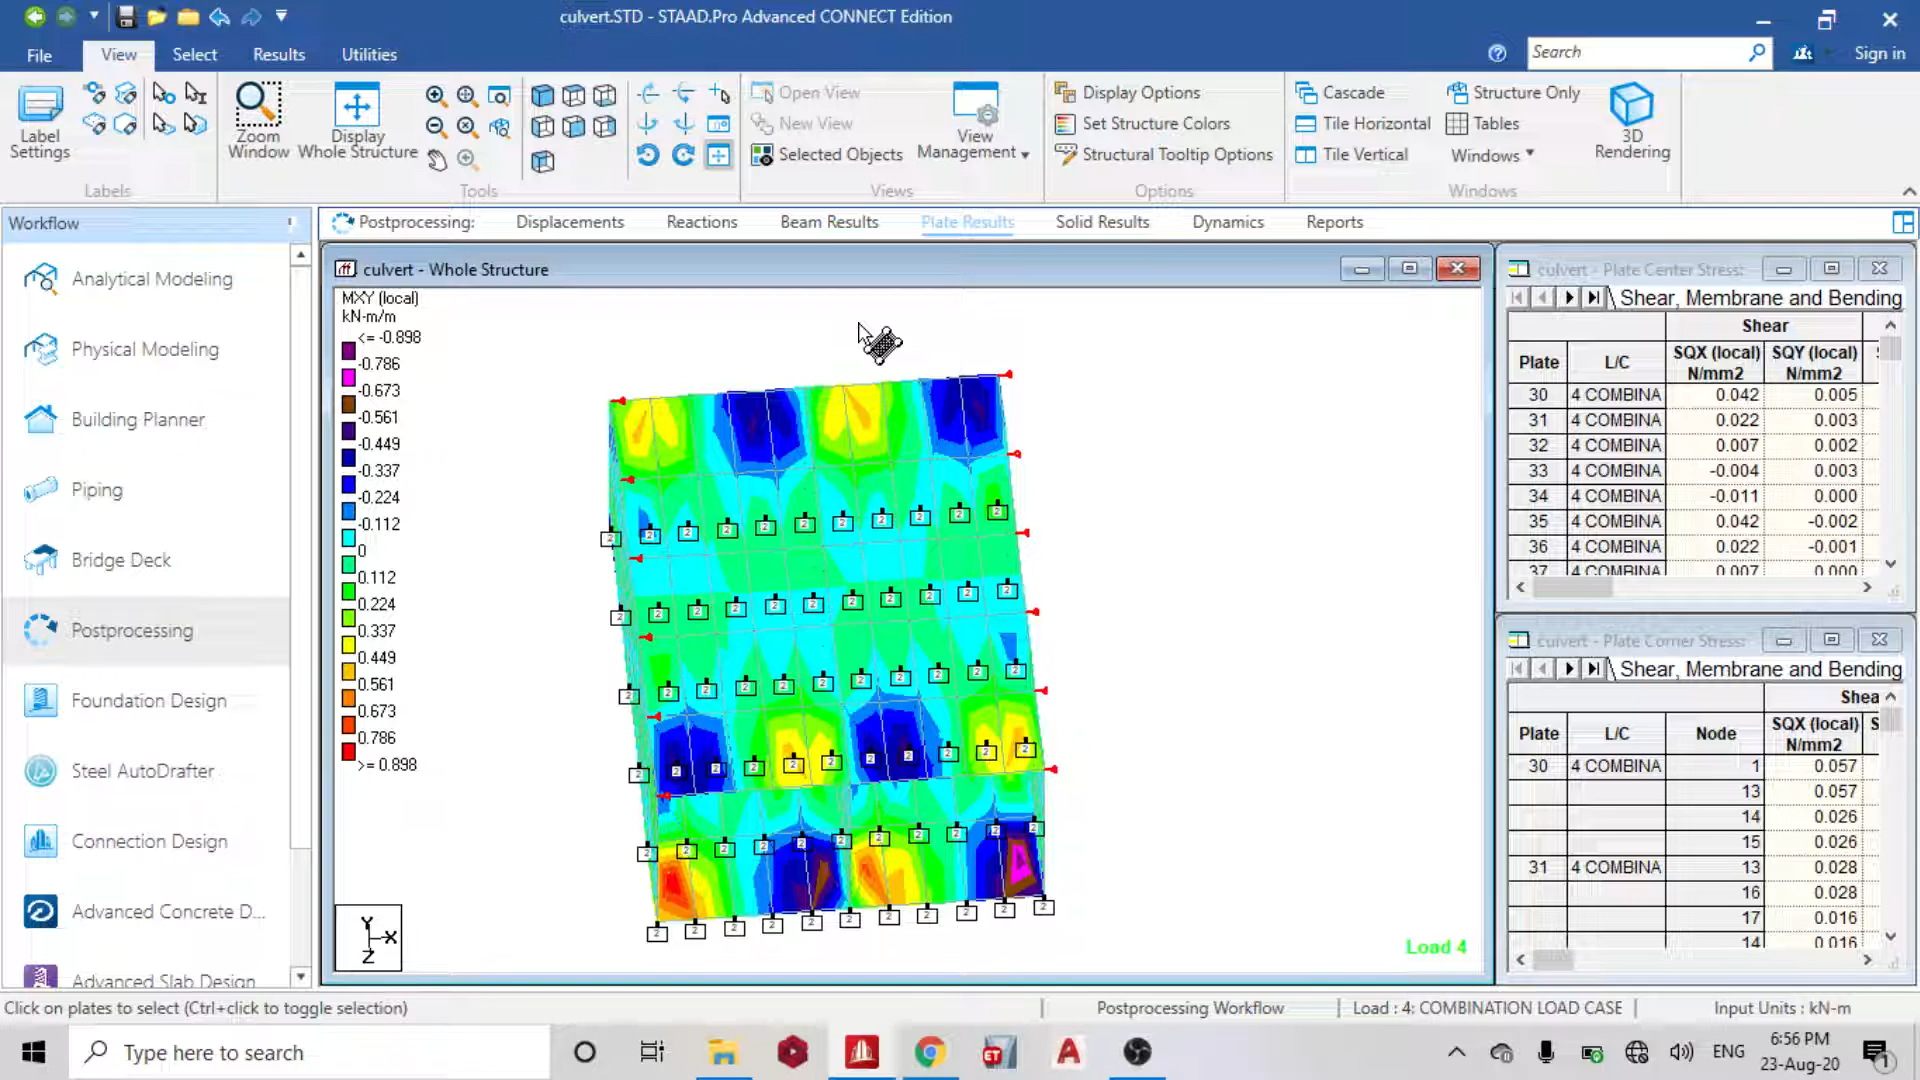 culvert.STD - STAAD.Pro Advanced CONNECT Edition
File View Select Results Utilities
Search
Sign in
Label Settings
Labels
Zoom Window
Display Whole Structure
Tools
Open View
New View
Selected Objects
View Management
Views
Display Options
Set Structure Colors
Structural Tooltip Options
Options
Cascade
Tile Horizontal
Tile Vertical
Structure Only
Tables
Windows
Windows
3D Rendering
Workflow
Analytical Modeling
Physical Modeling
Building Planner
Piping
Bridge Deck
Postprocessing
Foundation Design
Steel AutoDrafter
Connection Design
Advanced Concrete D...
Advanced Slab Design
Postprocessing: Displacements Reactions Beam Results Plate Results Solid Results Dynamics Reports
culvert - Whole Structure
MXY (local)
kN-m/m
<= -0.898
-0.786
-0.673
-0.561
-0.449
-0.337
-0.224
-0.112
0
0.112
0.224
0.337
0.449
0.561
0.673
0.786
>= 0.898
Y
X
Z
Load 4
culvert - Plate Center Stress:
Shear, Membrane and Bending
Shear
Plate L/C SQX (local) N/mm2 SQY (local) N/mm2
30 4 COMBINA 0.042 0.005
31 4 COMBINA 0.022 0.003
32 4 COMBINA 0.007 0.002
33 4 COMBINA -0.004 0.003
34 4 COMBINA -0.011 0.000
35 4 COMBINA 0.042 -0.002
36 4 COMBINA 0.022 -0.001
37 4 COMBINA 0.007 0.000
culvert - Plate Corner Stress:
Shear, Membrane and Bending
Shea
Plate L/C Node SQX (local) N/mm2 S
30 4 COMBINA 1 0.057
13 0.057
14 0.026
15 0.026
31 4 COMBINA 13 0.028
16 0.028
17 0.016
14 0.016
Click on plates to select (Ctrl+click to toggle selection)
Postprocessing Workflow
Load : 4: COMBINATION LOAD CASE
Input Units : kN-m
Type here to search
ET
ENG
6:56 PM
23-Aug-20
1